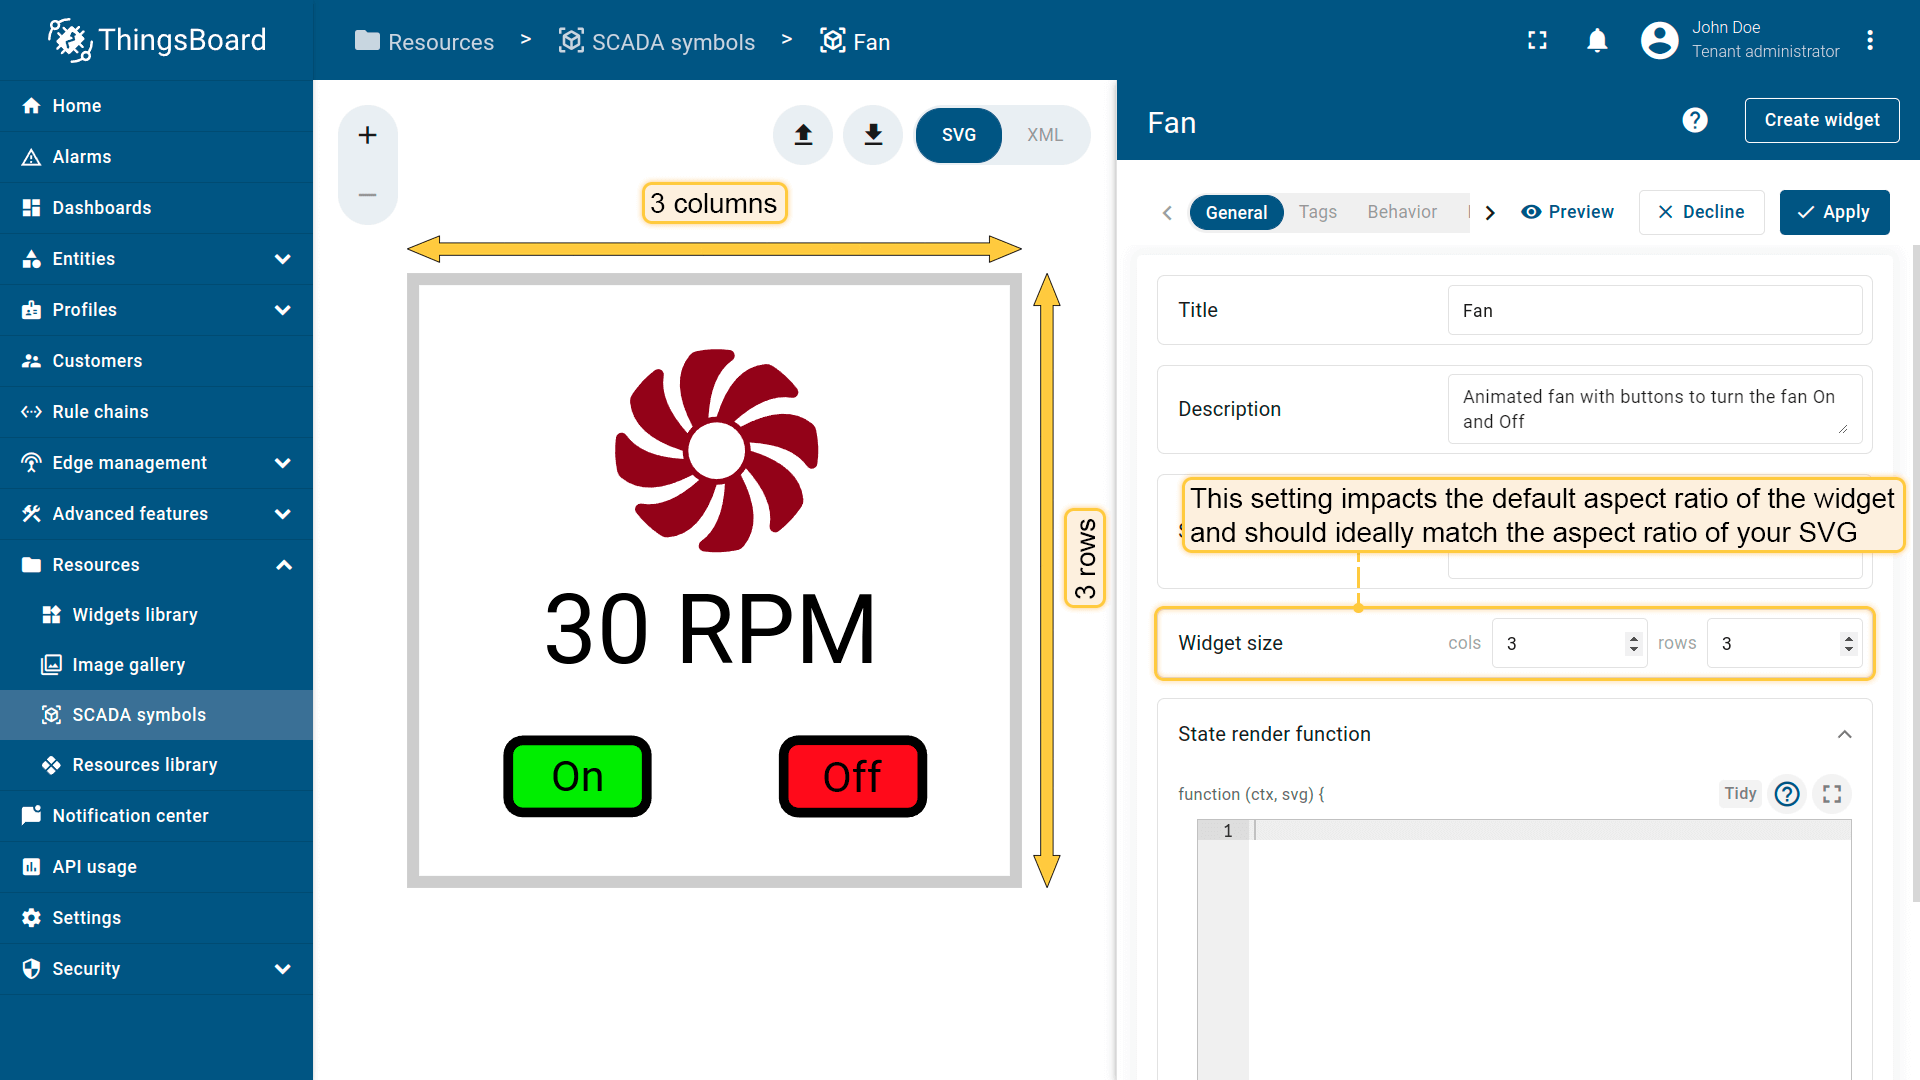 ThingsBoard
Resources > SCADA symbols > Fan
John Doe
Tenant administrator
Home
Alarms
Dashboards
Entities
Profiles
Customers
Rule chains
Edge management
Advanced features
Resources
Widgets library
Image gallery
SCADA symbols
Resources library
Notification center
API usage
Settings
Security
SVG XML
3 columns
3 rows
30 RPM
On Off
Fan
Create widget
General Tags Behavior
Preview
Decline
Apply
Title Fan
Description
Animated fan with buttons to turn the fan On
and Off
This setting impacts the default aspect ratio of the widget
and should ideally match the aspect ratio of your SVG
Widget size cols 3 rows 3
State render function
function (ctx, svg) {
Tidy
1